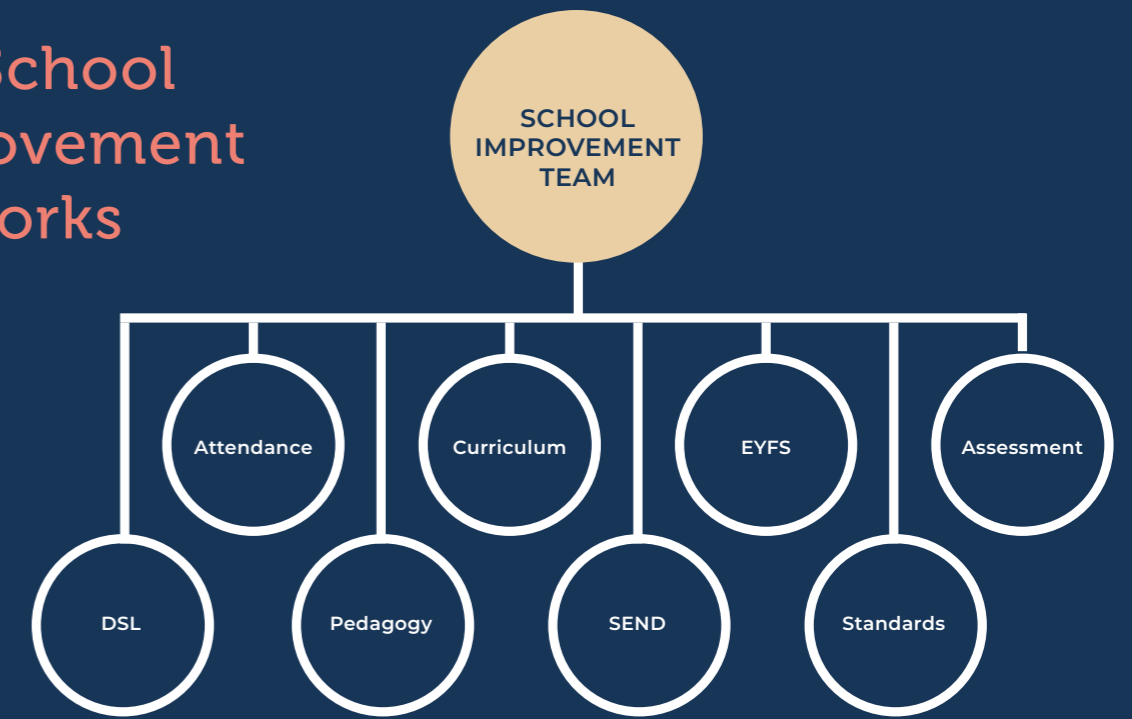 School
ovement
orks
SCHOOL
IMPROVEMENT
TEAM
Attendance
Curriculum
EYFS
Assessment
DSL
Pedagogy
SEND
Standards